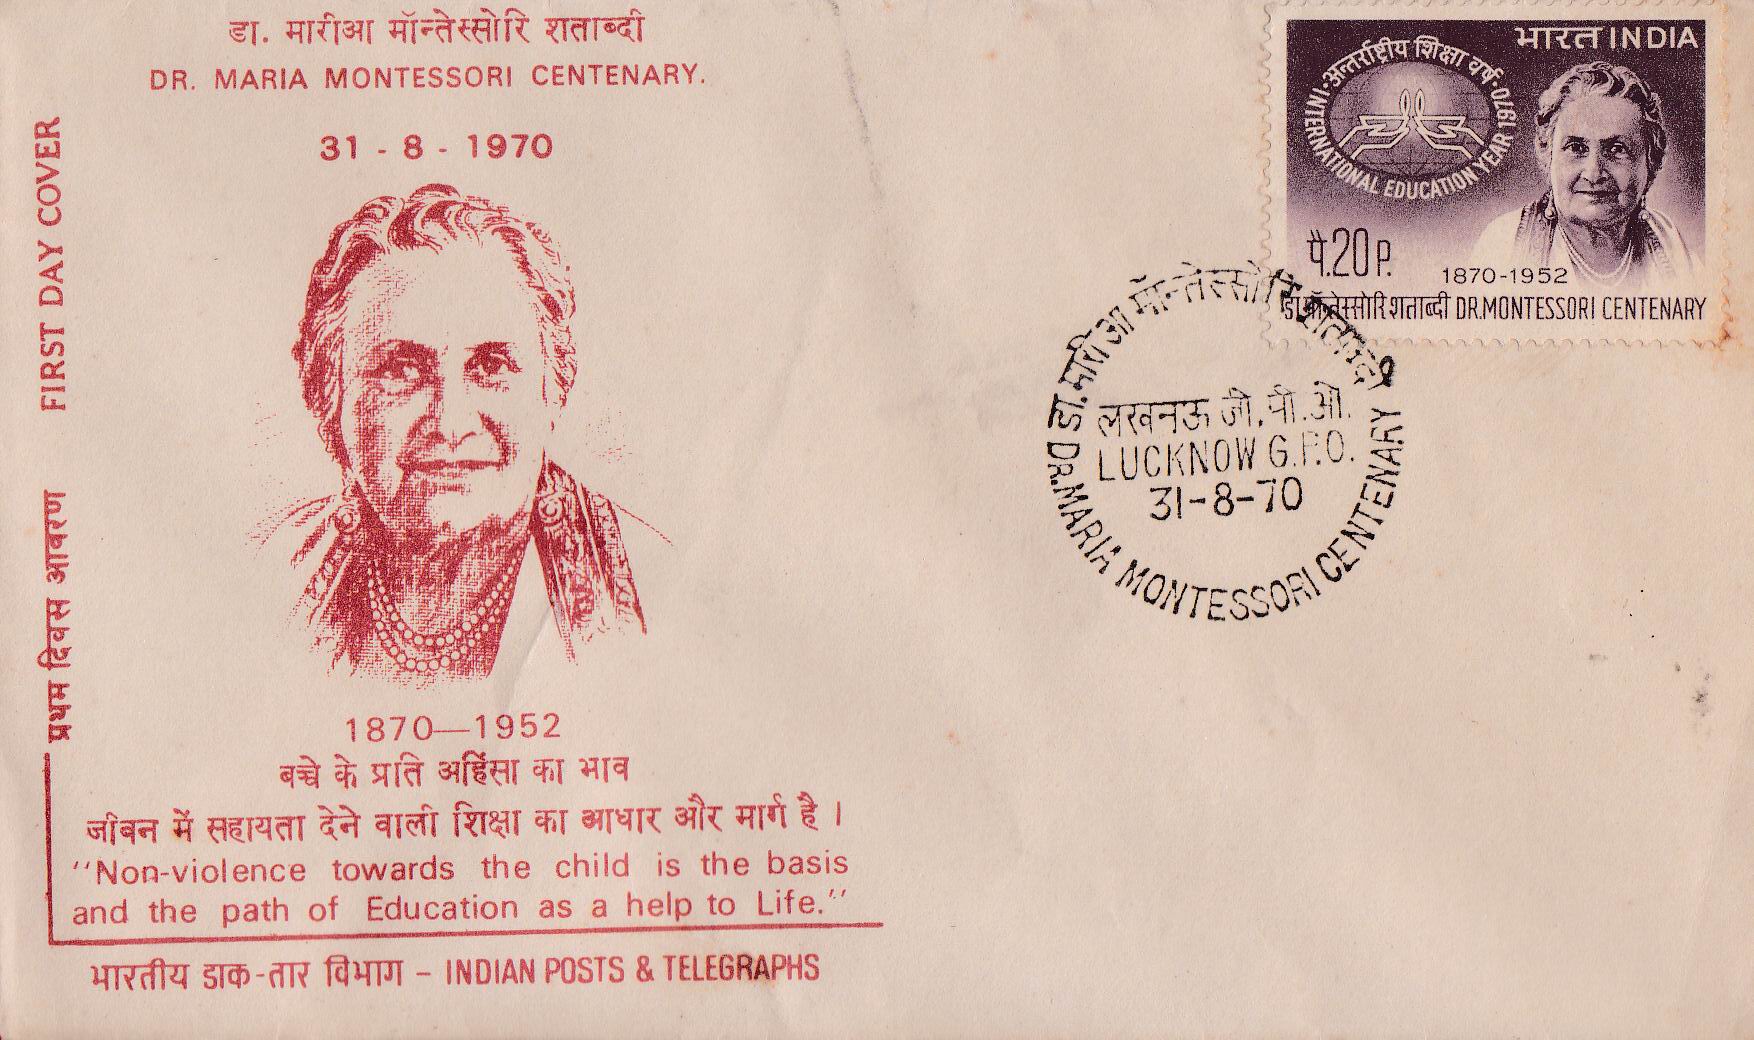 डा. मारीआ मॉन्तेस्सोरि शताब्दी
DR. MARIA MONTESSORI CENTENARY.
31 - 8 - 1970
FIRST DAY COVER
प्रथम दिवस आवरण
1870—1952
बच्चे के प्रति अहिंसा का भाव
जीवन में सहायता देने वाली शिक्षा का आधार और मार्ग है ।
‘‘Non-violence towards the child is the basis
and the path of Education as a help to Life.’’
भारतीय डाक-तार विभाग – INDIAN POSTS & TELEGRAPHS
भारत INDIA
अन्तर्राष्ट्रीय शिक्षा वर्ष
INTERNATIONAL EDUCATION YEAR 1970
पै.20 P.
1870-1952
डा. मॉन्तेस्सोरि शताब्दी DR. MONTESSORI CENTENARY
डा. मारीआ मॉन्तेस्सोरि शताब्दी
लखनऊ जी.पी.ओ.
LUCKNOW G.P.O.
31-8-70
DR. MARIA MONTESSORI CENTENARY